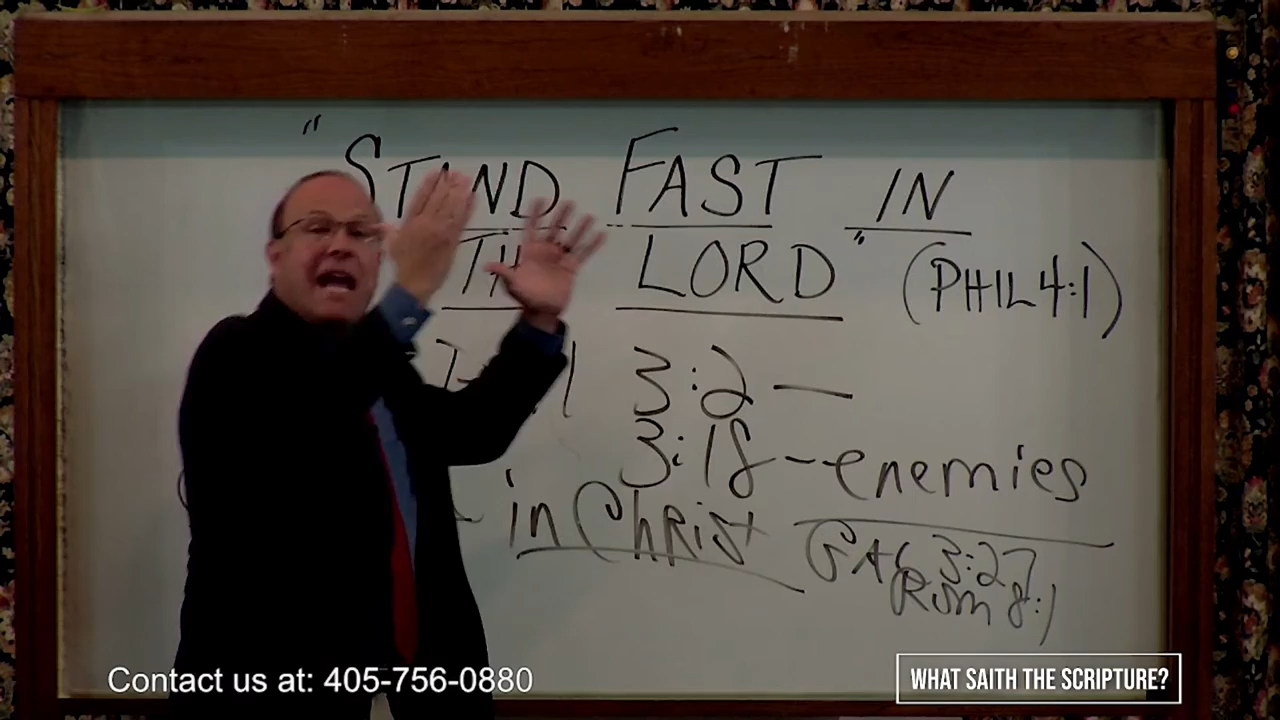 " STAND FAST IN
THE LORD" (PHIL 4:1)
3:2 —
3:18 - enemies
in Christ GAL 3:27
Rom 8:1
Contact us at: 405-756-0880
WHAT SAITH THE SCRIPTURE?